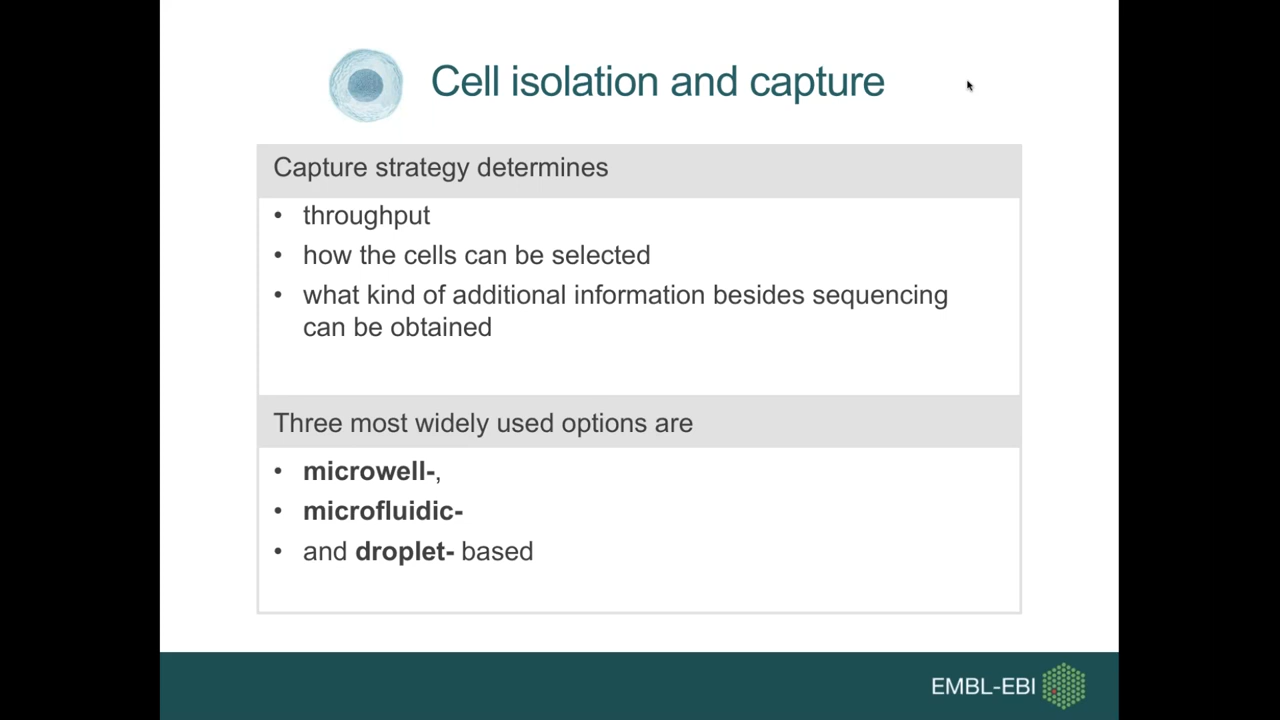 Cell isolation and capture
Capture strategy determines
• throughput
• how the cells can be selected
• what kind of additional information besides sequencing
can be obtained
Three most widely used options are
• microwell-,
• microfluidic-
• and droplet- based
EMBL-EBI